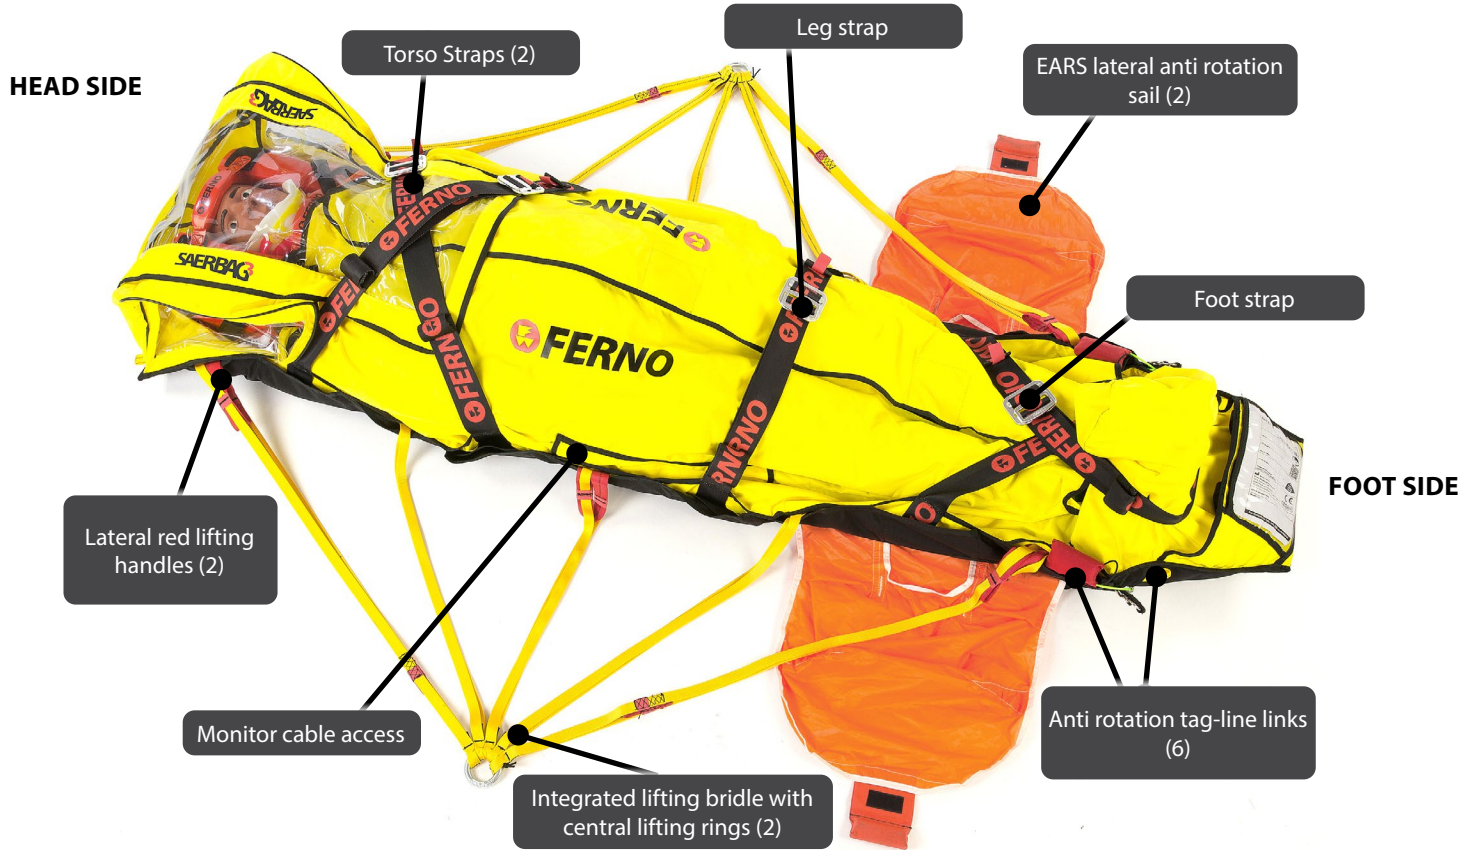 Leg strap
Torso Straps (2)
EARS lateral anti rotation
sail (2)
HEAD SIDE
SAERBAG
FERNO
FERNO
FERNO
SAERBAG
FERNO
Foot strap
FERNO
FERNO
FOOT SIDE
Lateral red lifting
handles (2)
Monitor cable access
Anti rotation tag-line links
(6)
Integrated lifting bridle with
central lifting rings (2)